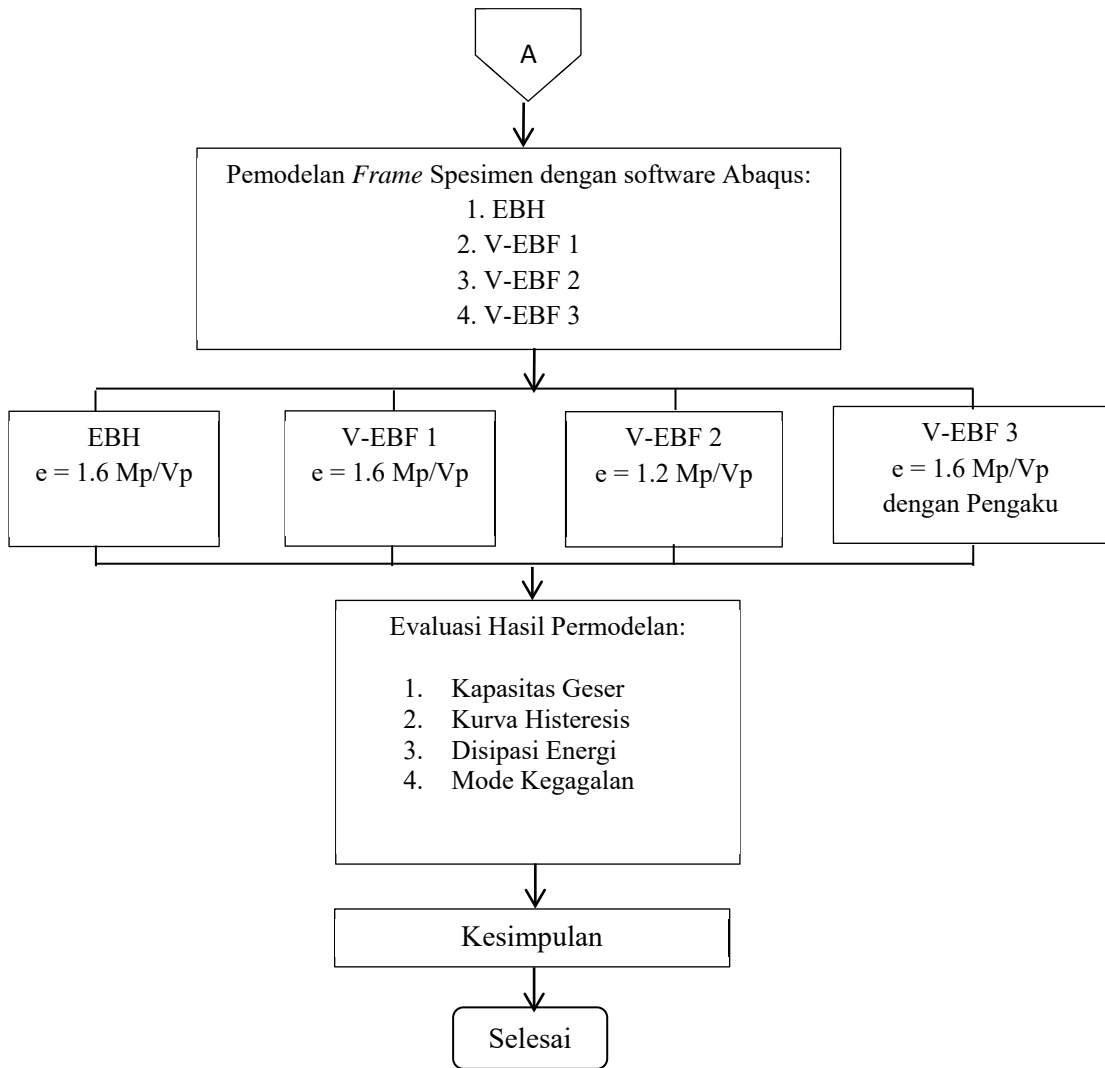 A
Pemodelan Frame Spesimen dengan software Abaqus:
1. EBH
2. V-EBF 1
3. V-EBF 2
4. V-EBF 3
EBH
e = 1.6 Mp/Vp
V-EBF 1
e = 1.6 Mp/Vp
V-EBF 2
e = 1.2 Mp/Vp
V-EBF 3
e = 1.6 Mp/Vp
dengan Pengaku
Evaluasi Hasil Permodelan:
1. Kapasitas Geser
2. Kurva Histeresis
3. Disipasi Energi
4. Mode Kegagalan
Kesimpulan
Selesai